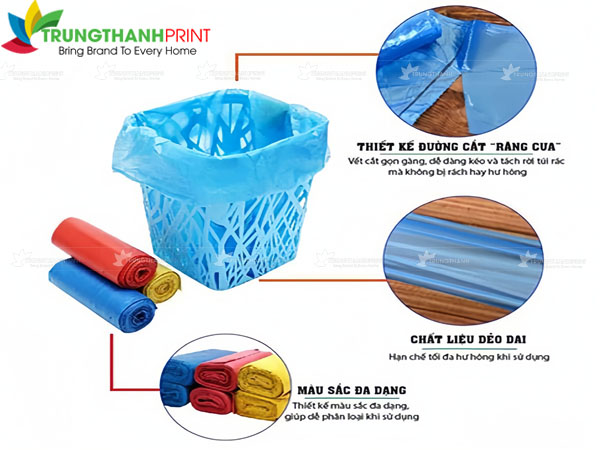 TRUNGTHANHPRINT
Bring Brand To Every Home
THIẾT KẾ ĐƯỜNG CẮT “RĂNG CƯA”
Vết cắt gọn gàng, dễ dàng kéo và tách rời túi rác
mà không bị rách hay hư hỏng
CHẤT LIỆU DẺO DAI
Hạn chế tối đa hư hỏng khi sử dụng
MÀU SẮC ĐA DẠNG
Thiết kế màu sắc đa dạng,
giúp dễ phân loại khi sử dụng